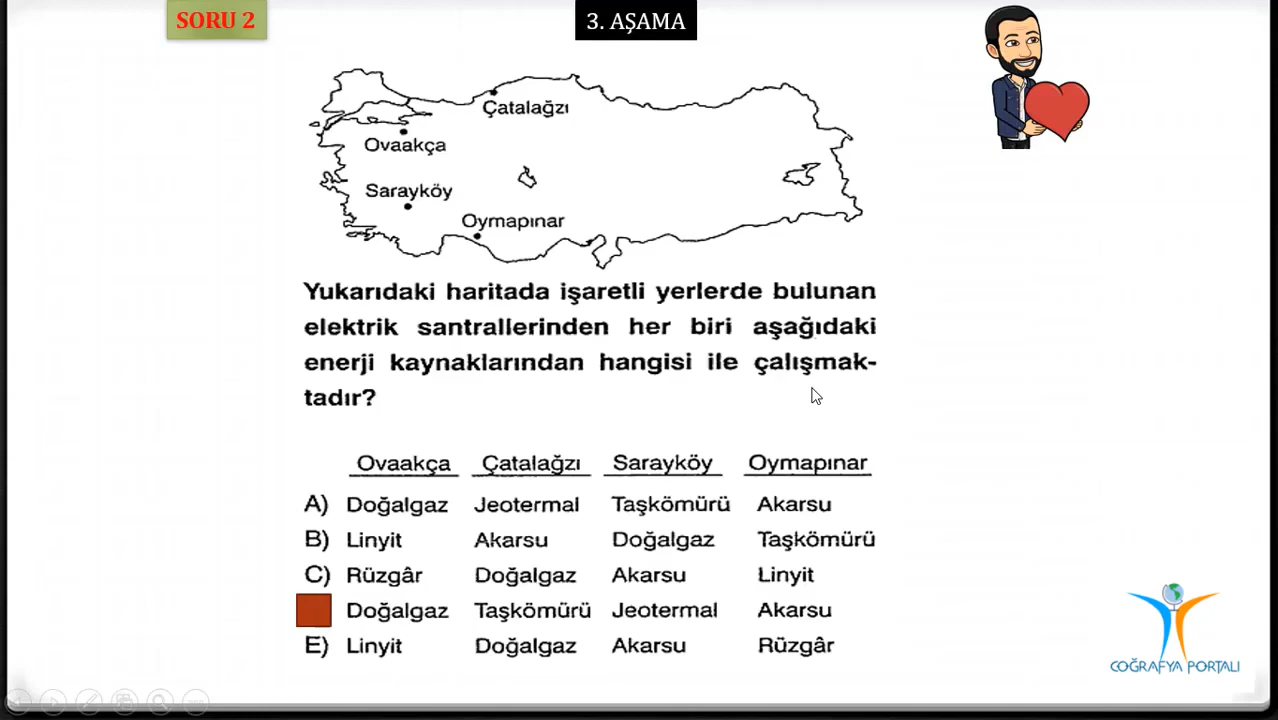 SORU 2
3. AŞAMA
Çatalağzı
Ovaakça
Sarayköy
Oymapınar
Yukarıdaki haritada işaretli yerlerde bulunan
elektrik santrallerinden her biri aşağıdaki
enerji kaynaklarından hangisi ile çalışmak-
tadır?
Ovaakça Çatalağzı Sarayköy Oymapınar
A) Doğalgaz Jeotermal Taşkömürü Akarsu
B) Linyit Akarsu Doğalgaz Taşkömürü
C) Rüzgâr Doğalgaz Akarsu Linyit
Doğalgaz Taşkömürü Jeotermal Akarsu
E) Linyit Doğalgaz Akarsu Rüzgâr
COĞRAFYA PORTALI